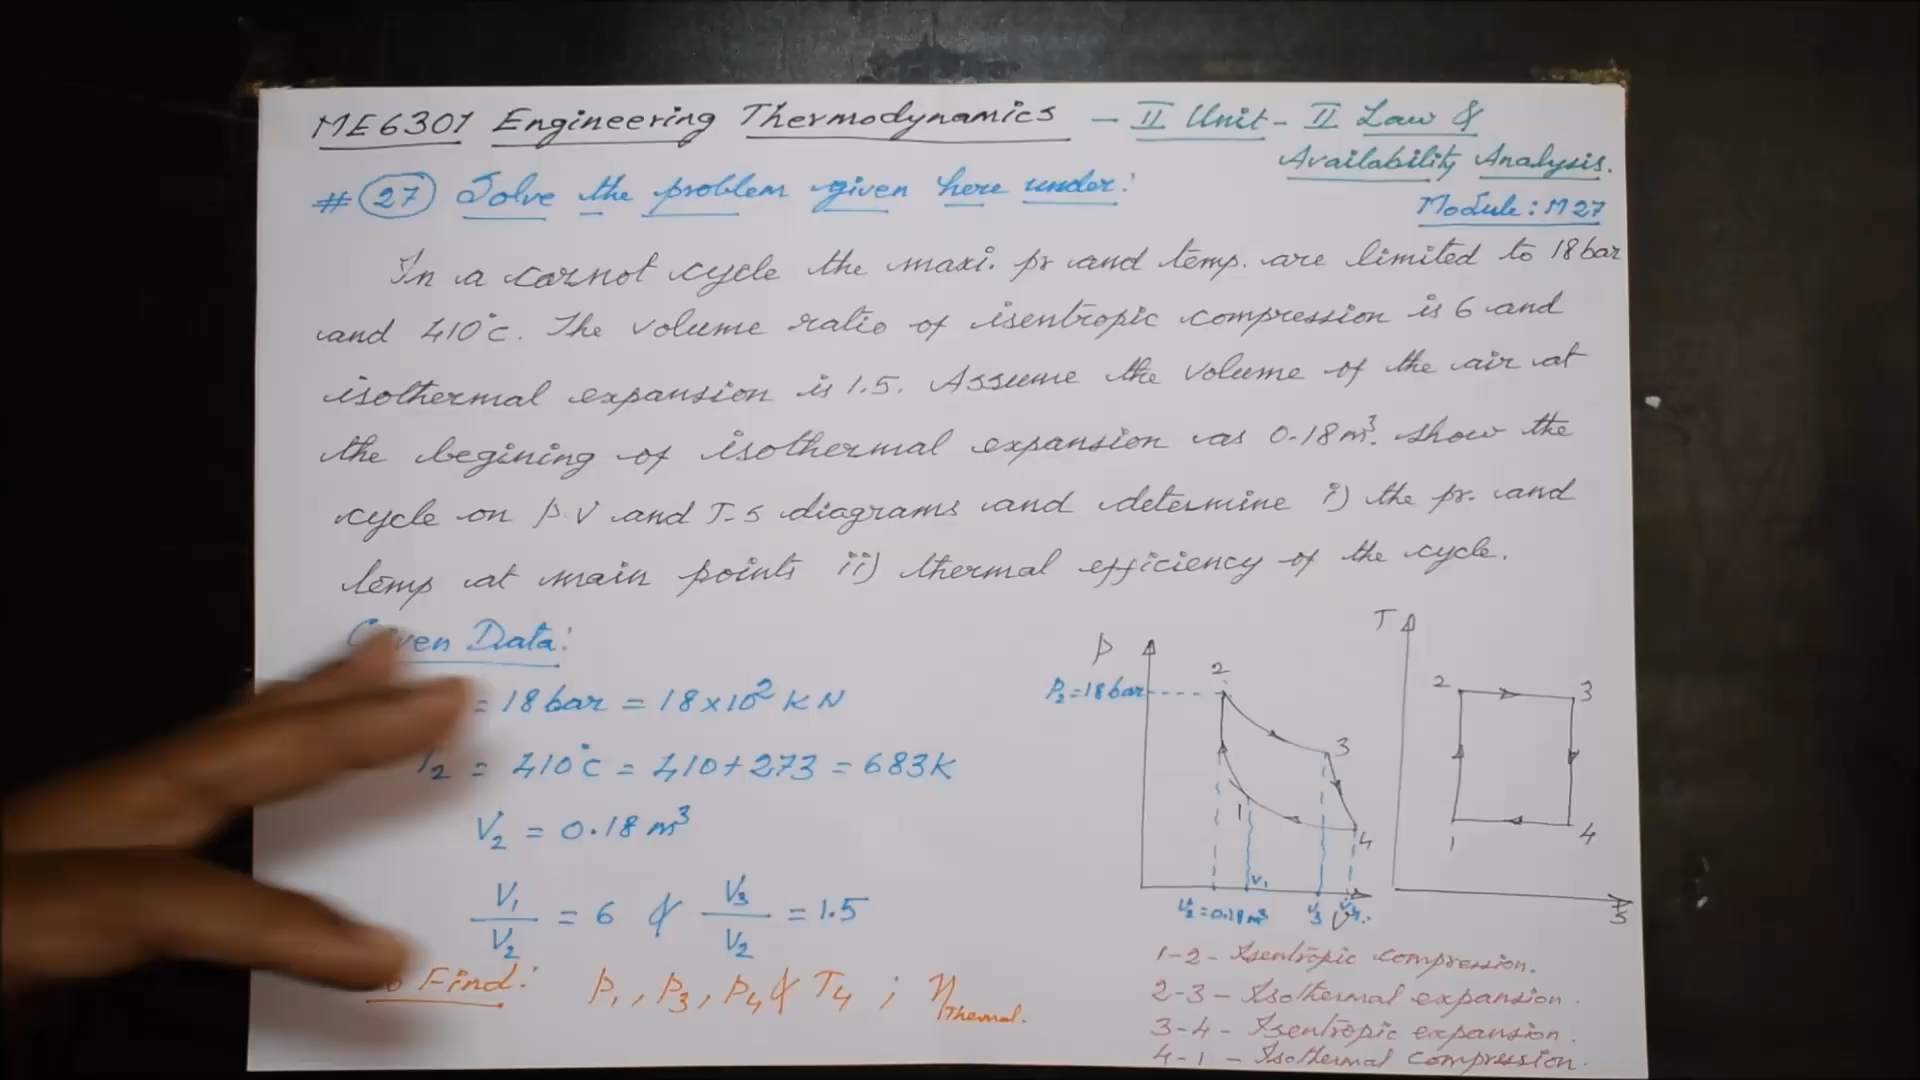 ME6301 Engineering Thermodynamics - II Unit - II Law &
Availability Analysis.
Module: M27
# 27 Solve the problem given here under:
In a carnot cycle the maxi. pr and temp. are limited to 18 bar
and 410°c. The volume ratio of isentropic compression is 6 and
isothermal expansion is 1.5. Assume the volume of the air at
the begining of isothermal expansion as 0.18m³. show the
cycle on p.v and T-s diagrams and determine i) the pr. and
temp at main points ii) thermal efficiency of the cycle.
Data:
= 18 bar = 18×10² KN
T₂ = 410°c = 410+273 = 683K
V₂ = 0.18 m³
V₁/V₂ = 6 & V₃/V₂ = 1.5
Find: P₁, P₃, P₄ & T₄ ; η Thermal.
P
P₂=18bar
2
3
1
4
V₁
V₂=0.18m³
V₃
V₄
V
T
2
3
1
4
S
1-2- Isentropic compression.
2-3 - Isothermal expansion.
3-4 - Isentropic expansion.
4-1 - Isothermal compression.